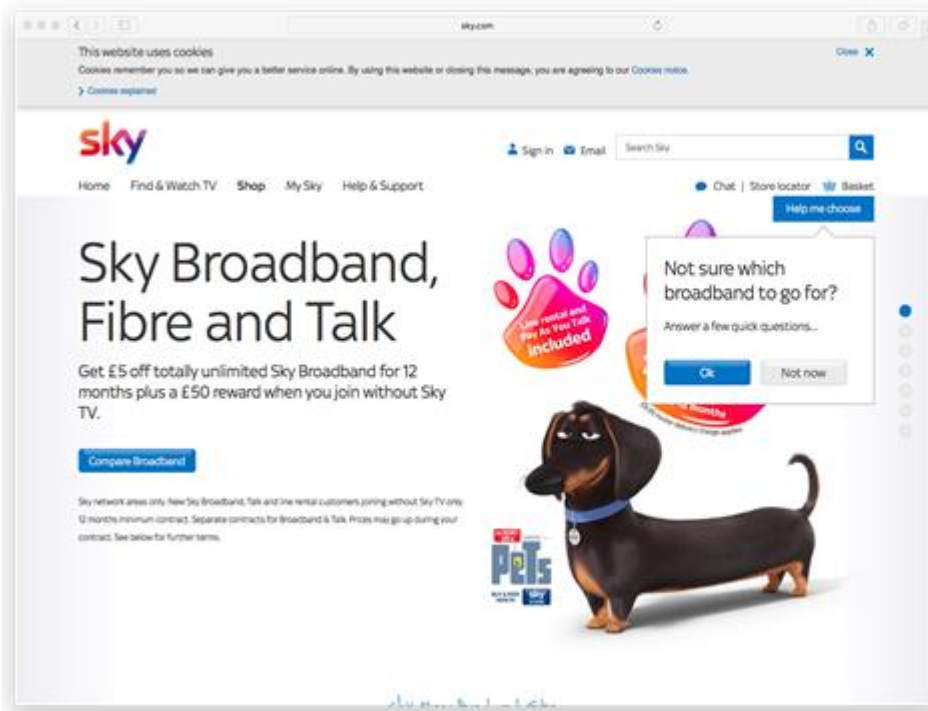 sky.com
This website uses cookies
Close X
Cookies remember you so we can give you a better service online. By using this website or closing this message, you are agreeing to our Cookies notice.
Cookies explained
sky
Sign in Email Search Sky
Home Find & Watch TV Shop My Sky Help & Support
Chat | Store locator Basket
Help me choose
Sky Broadband,
Fibre and Talk
Get £5 off totally unlimited Sky Broadband for 12
months plus a £50 reward when you join without Sky
TV.
Compare Broadband
Sky network areas only. New Sky Broadband, Talk and line rental customers joining without Sky TV only.
12 months minimum contract. Separate contracts for Broadband & Talk. Prices may go up during your
contract. See below for further terms.
Line rental and
Pay As You Talk
included
Not sure which
broadband to go for?
Answer a few quick questions...
Ok Not now
months
PETS
sky